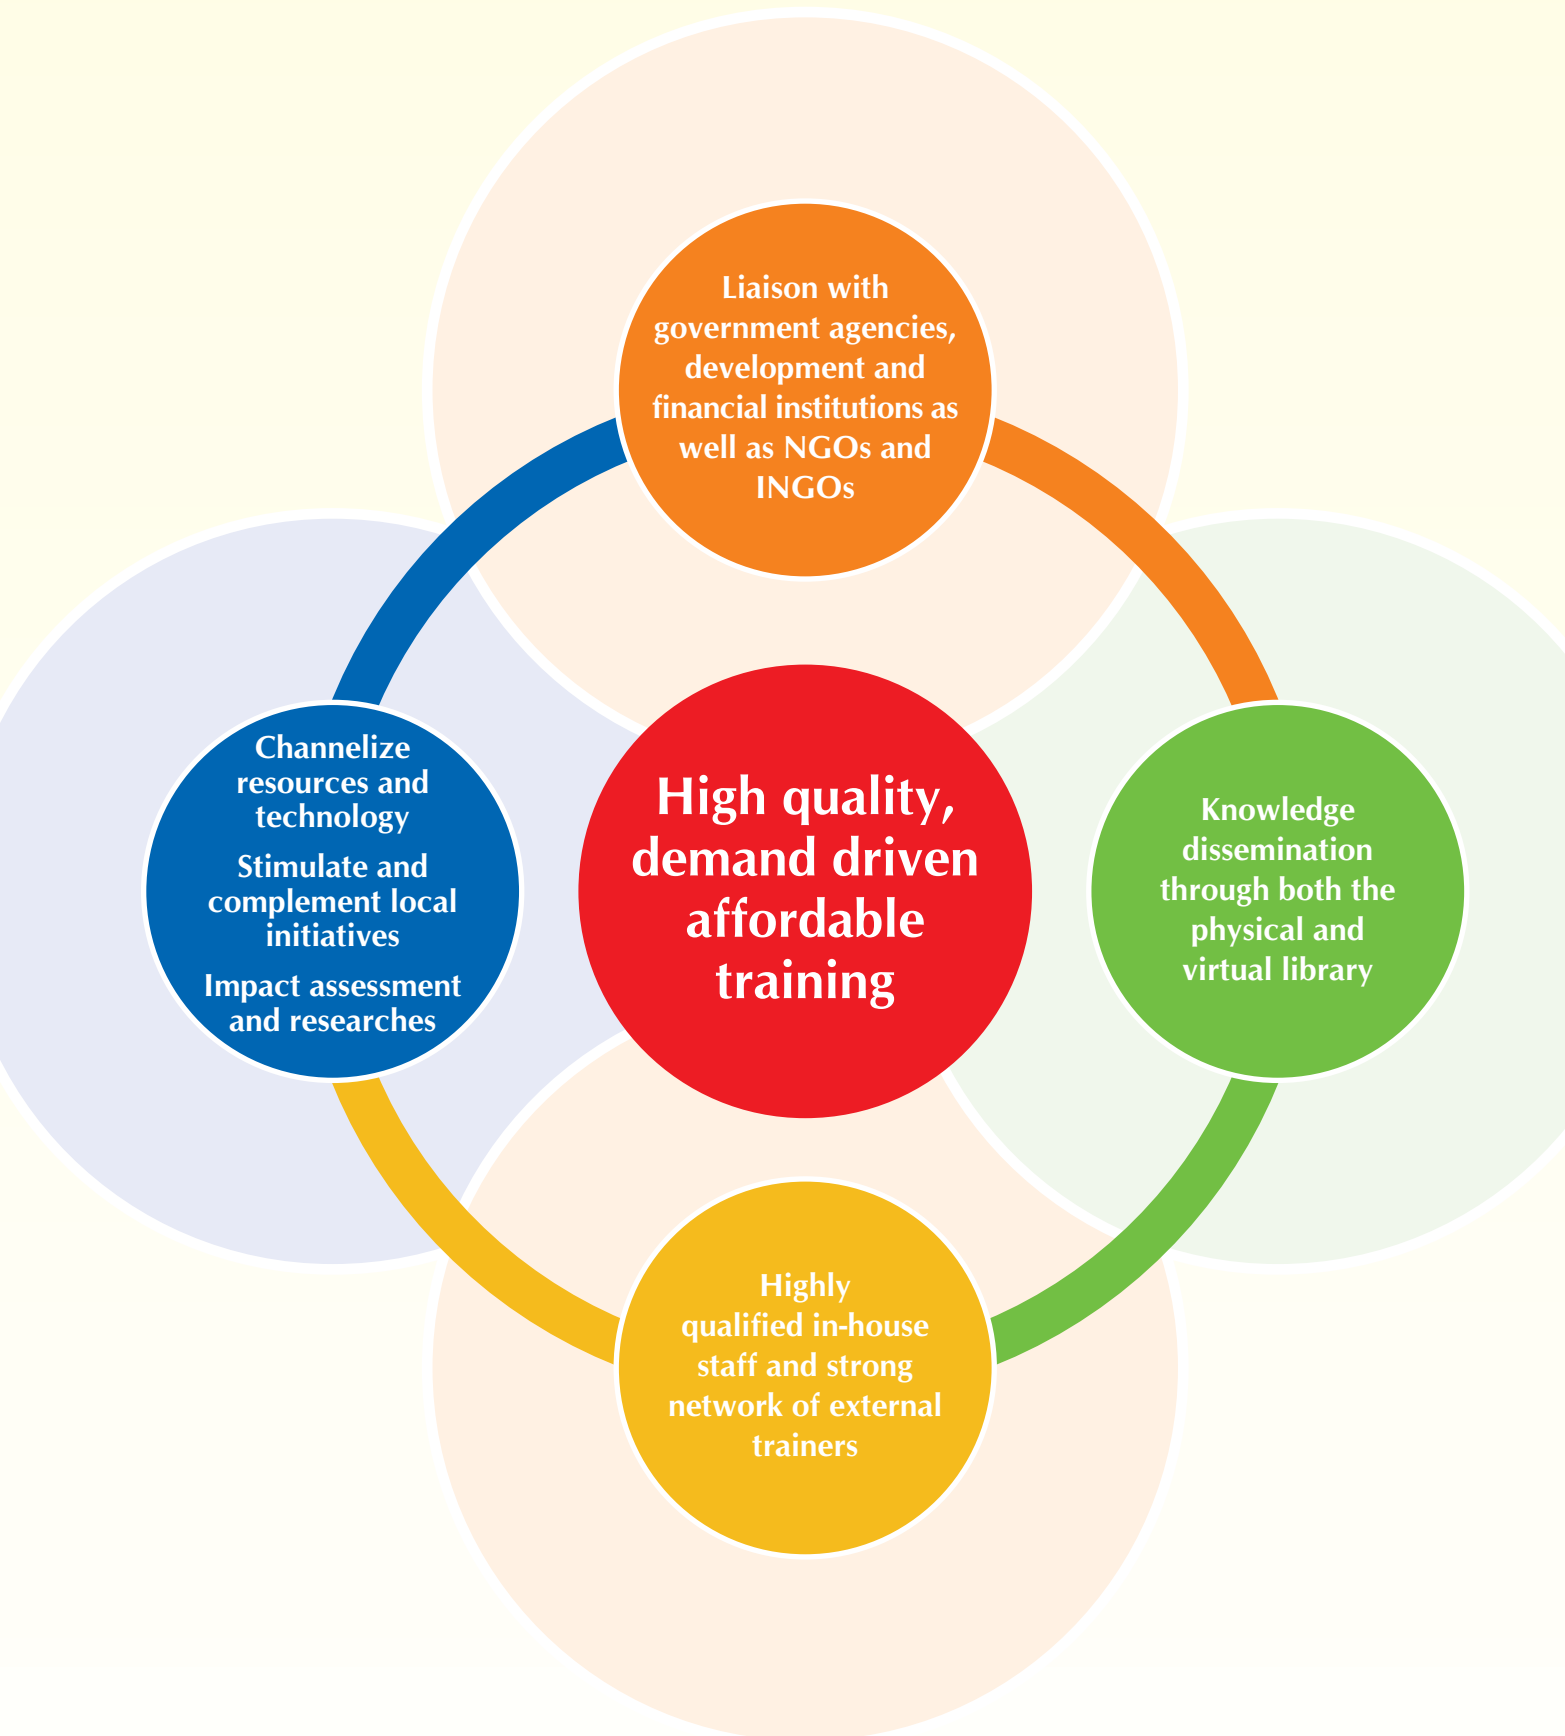 Liaison with
government agencies,
development and
financial institutions as
well as NGOs and
INGOs
Channelize
resources and
technology
Stimulate and
complement local
initiatives
Impact assessment
and researches
High quality,
demand driven
affordable
training
Knowledge
dissemination
through both the
physical and
virtual library
Highly
qualified in-house
staff and strong
network of external
trainers